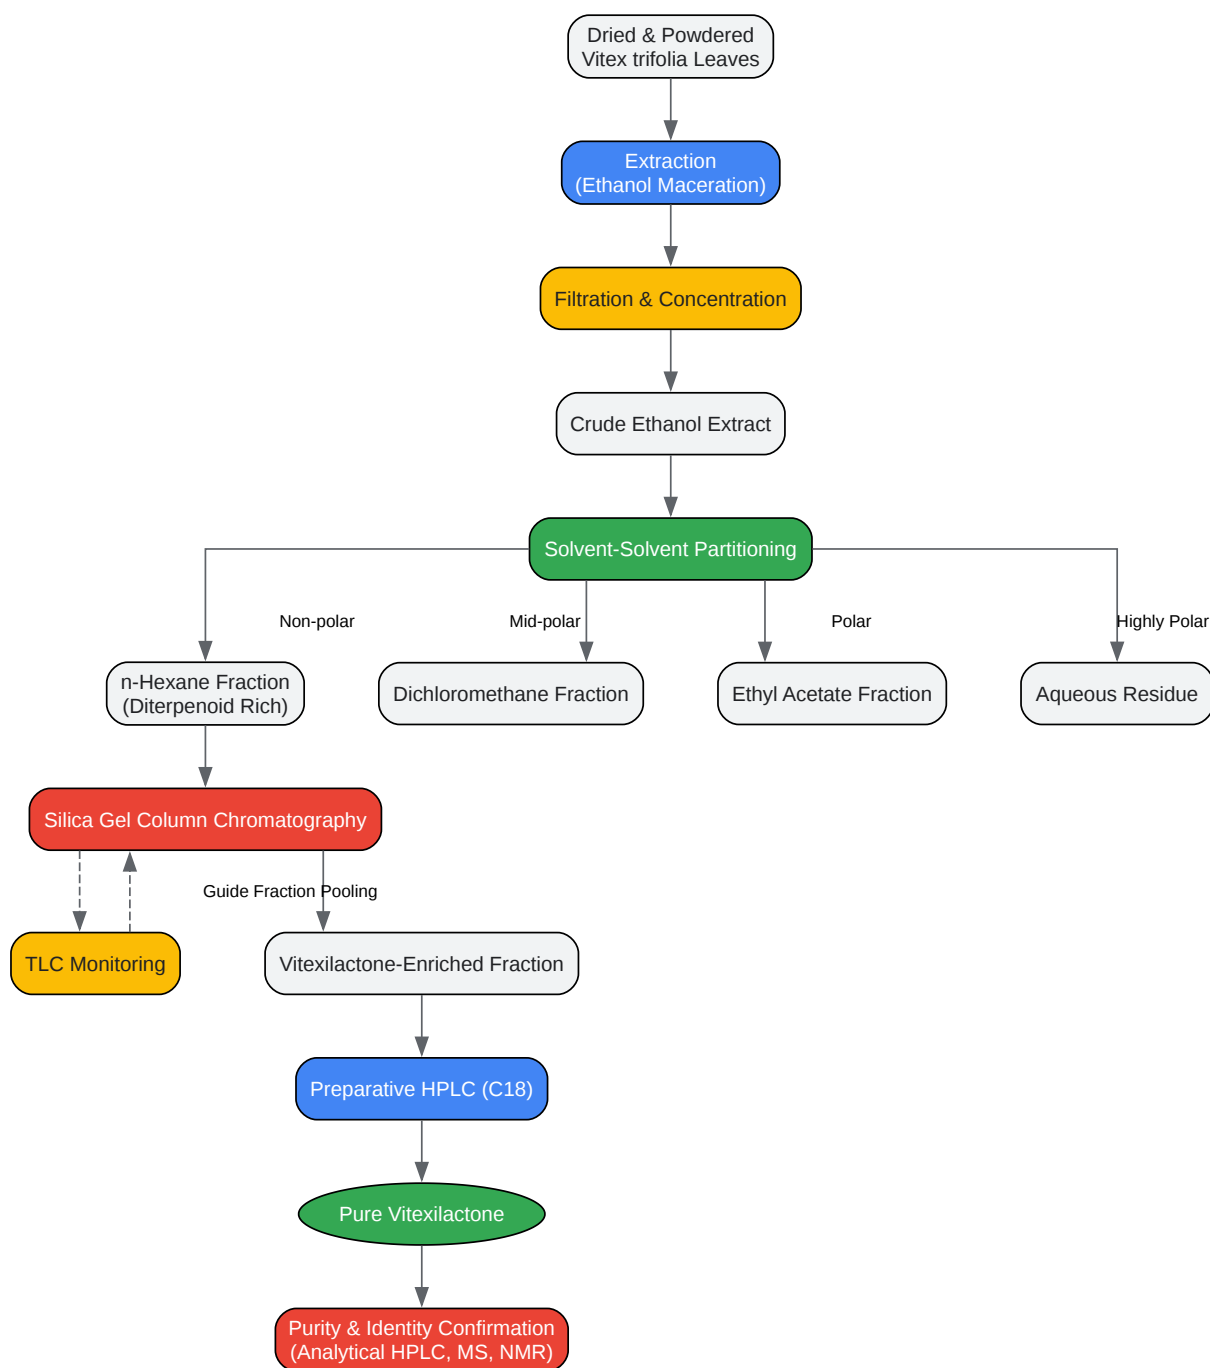 Dried & Powdered
Vitex trifolia Leaves
Extraction
(Ethanol Maceration)
Filtration & Concentration
Crude Ethanol Extract
Solvent-Solvent Partitioning
Non-polar
Mid-polar
Polar
Highly Polar
n-Hexane Fraction
(Diterpenoid Rich)
Dichloromethane Fraction
Ethyl Acetate Fraction
Aqueous Residue
Silica Gel Column Chromatography
Guide Fraction Pooling
TLC Monitoring
Vitexilactone-Enriched Fraction
Preparative HPLC (C18)
Pure Vitexilactone
Purity & Identity Confirmation
(Analytical HPLC, MS, NMR)